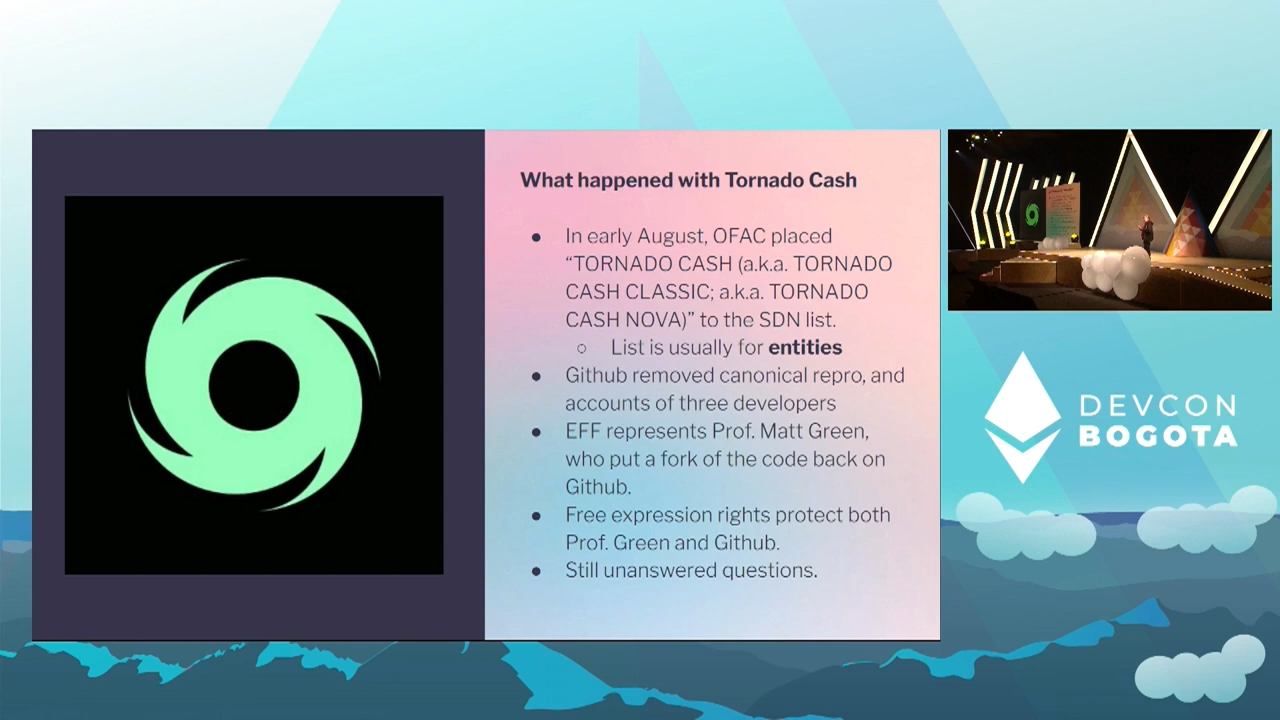 What happened with Tornado Cash
● In early August, OFAC placed
“TORNADO CASH (a.k.a. TORNADO
CASH CLASSIC; a.k.a. TORNADO
CASH NOVA)” to the SDN list.
○ List is usually for entities
● Github removed canonical repro, and
accounts of three developers
● EFF represents Prof. Matt Green,
who put a fork of the code back on
Github.
● Free expression rights protect both
Prof. Green and Github.
● Still unanswered questions.
DEVCON
BOGOTA